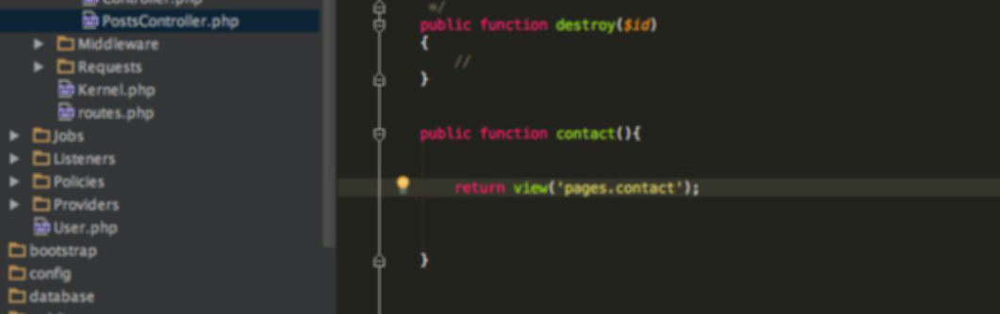 Controller.php
PostsController.php
Middleware
Requests
Kernel.php
routes.php
Jobs
Listeners
Policies
Providers
User.php
bootstrap
config
database
*/
public function destroy($id)
{
//
}
public function contact(){
return view('pages.contact');
}